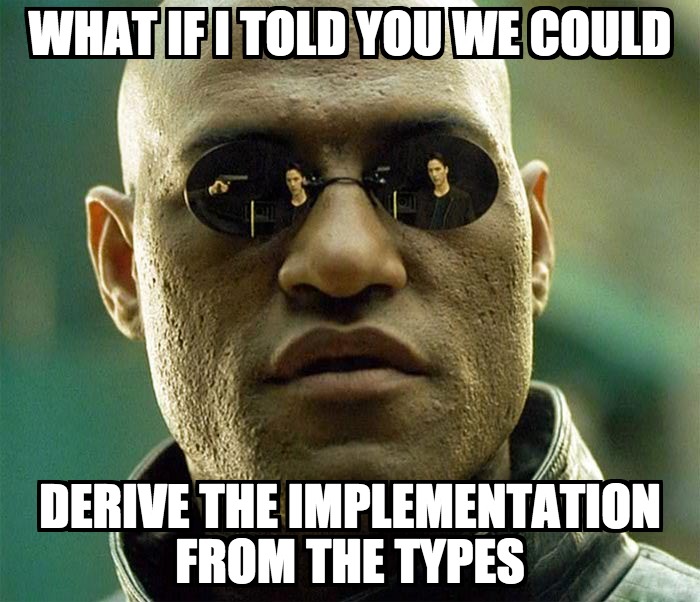 WHAT IF I TOLD YOU WE COULD
DERIVE THE IMPLEMENTATION
FROM THE TYPES